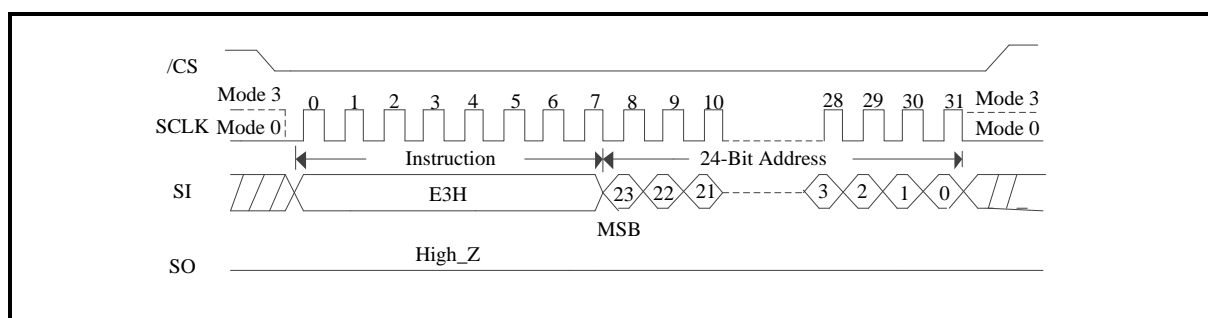 /CS
Mode 3 0 1 2 3 4 5 6 7 8 9 10 28 29 30 31 Mode 3
SCLK Mode 0 Mode 0
Instruction 24-Bit Address
SI E3H 23 22 21 3 2 1 0
MSB
High_Z
SO